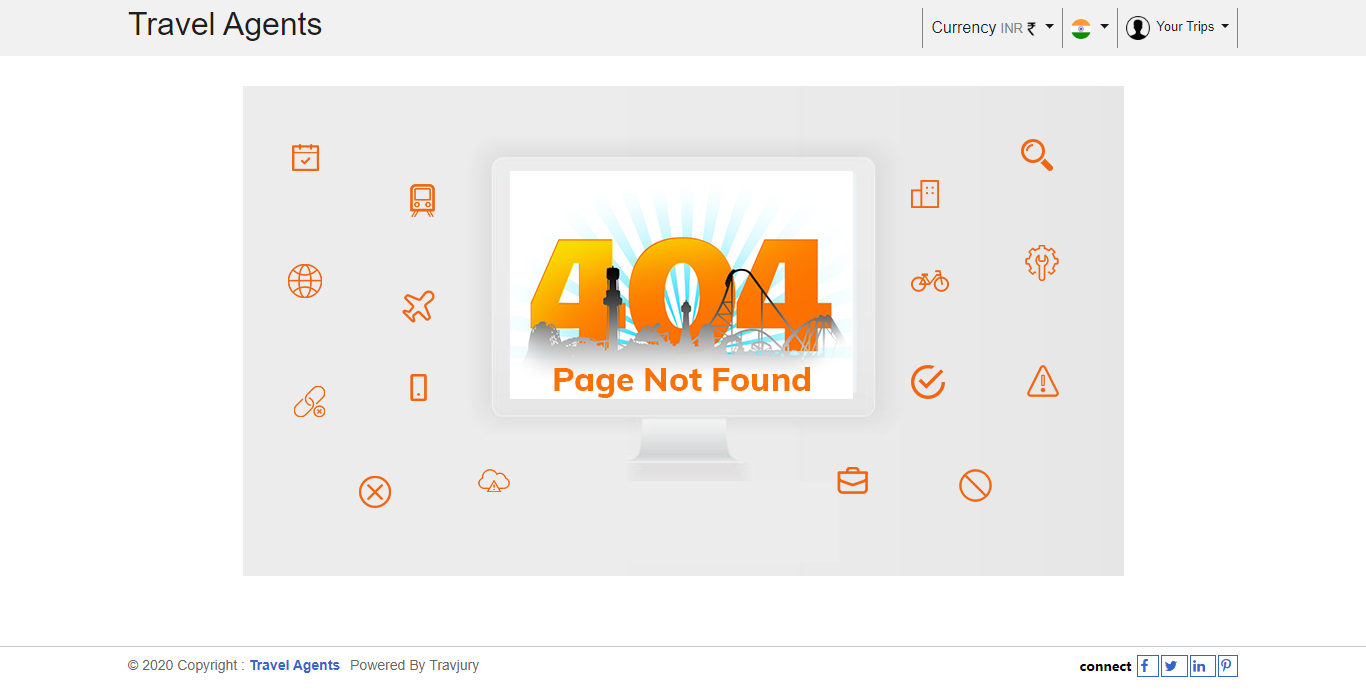 Travel Agents
Currency INR ₹
Your Trips
404
Page Not Found
© 2020 Copyright : Travel Agents Powered By Travjury
connect